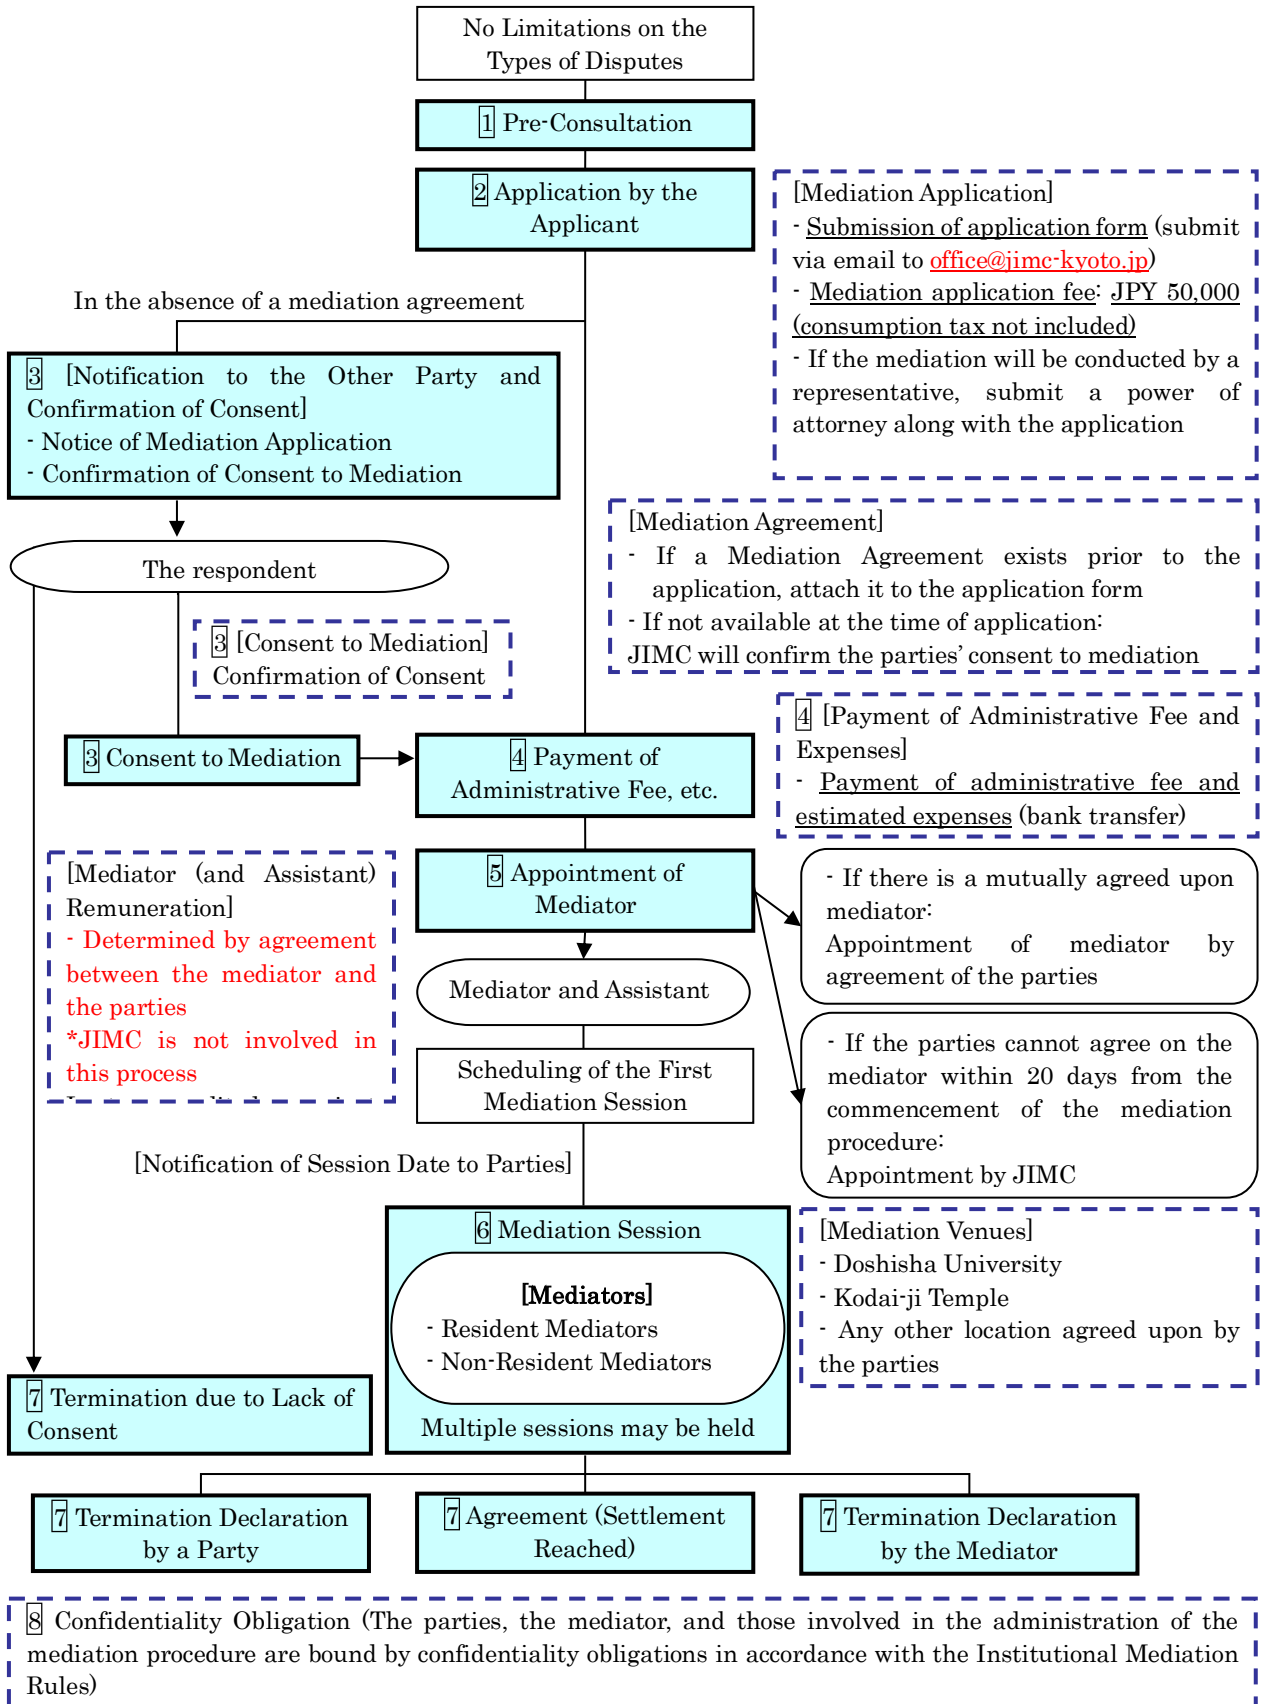 No Limitations on the
Types of Disputes
1 Pre-Consultation
2 Application by the
Applicant
[Mediation Application]
- Submission of application form (submit
via email to office@jimc-kyoto.jp)
- Mediation application fee: JPY 50,000
(consumption tax not included)
- If the mediation will be conducted by a
representative, submit a power of
attorney along with the application
In the absence of a mediation agreement
3 [Notification to the Other Party and
Confirmation of Consent]
- Notice of Mediation Application
- Confirmation of Consent to Mediation
[Mediation Agreement]
- If a Mediation Agreement exists prior to the
application, attach it to the application form
- If not available at the time of application:
JIMC will confirm the parties' consent to mediation
The respondent
3 [Consent to Mediation]
Confirmation of Consent
3 Consent to Mediation
4 Payment of
Administrative Fee, etc.
4 [Payment of Administrative Fee and
Expenses]
- Payment of administrative fee and
estimated expenses (bank transfer)
[Mediator (and Assistant)
Remuneration]
- Determined by agreement
between the mediator and
the parties
*JIMC is not involved in
this process
5 Appointment of
Mediator
- If there is a mutually agreed upon
mediator:
Appointment of mediator by
agreement of the parties
Mediator and Assistant
- If the parties cannot agree on the
mediator within 20 days from the
commencement of the mediation
procedure:
Appointment by JIMC
Scheduling of the First
Mediation Session
[Notification of Session Date to Parties]
6 Mediation Session
[Mediators]
- Resident Mediators
- Non-Resident Mediators
Multiple sessions may be held
[Mediation Venues]
- Doshisha University
- Kodai-ji Temple
- Any other location agreed upon by
the parties
7 Termination due to Lack of
Consent
7 Termination Declaration
by a Party
7 Agreement (Settlement
Reached)
7 Termination Declaration
by the Mediator
8 Confidentiality Obligation (The parties, the mediator, and those involved in the administration of the
mediation procedure are bound by confidentiality obligations in accordance with the Institutional Mediation
Rules)